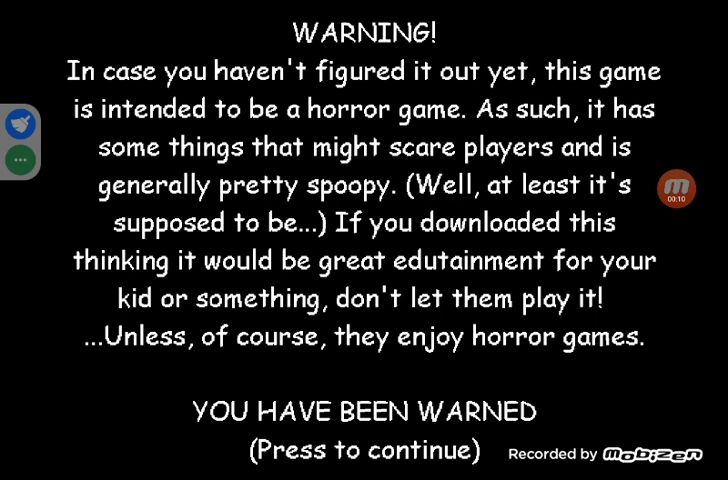 WARNING!
In case you haven't figured it out yet, this game
is intended to be a horror game. As such, it has
some things that might scare players and is
generally pretty spoopy. (Well, at least it's
supposed to be...) If you downloaded this
thinking it would be great edutainment for your
kid or something, don't let them play it!
...Unless, of course, they enjoy horror games.
YOU HAVE BEEN WARNED
(Press to continue)
00:10
Recorded by mobizen